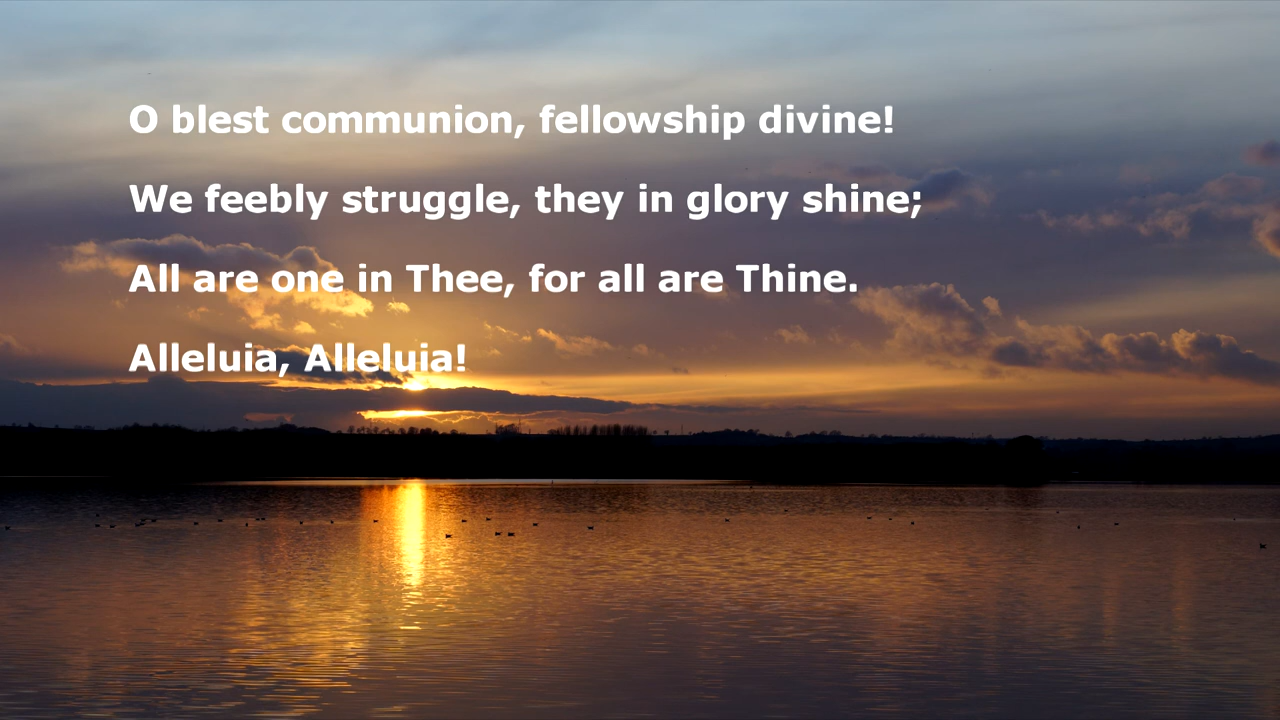 O blest communion, fellowship divine!
We feebly struggle, they in glory shine;
All are one in Thee, for all are Thine.
Alleluia, Alleluia!